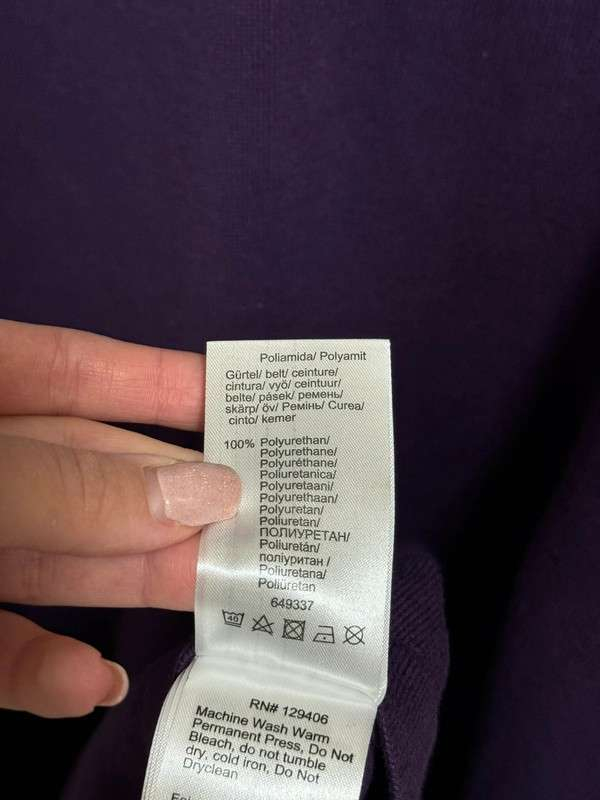 Poliamida/ Polyamit
Gürtel/ belt/ ceinture/
cintura/ vyö/ ceintuur/
belte/ pásek/ ремень/
skärp/ öv/ Ремінь/ Curea/
cinto/ kemer
100% Polyurethan/
Polyurethane/
Polyuréthane/
Poliuretanica/
Polyuretaani/
Polyurethaan/
Polyuretan/
Poliuretan/
ПОЛИУРЕТАН/
Poliuretán/
поліуритан /
Poliuretana/
Poliüretan
649337
40
RN# 129406
Machine Wash Warm
Permanent Press, Do Not
Bleach, do not tumble
dry, cold iron, Do Not
Dryclean